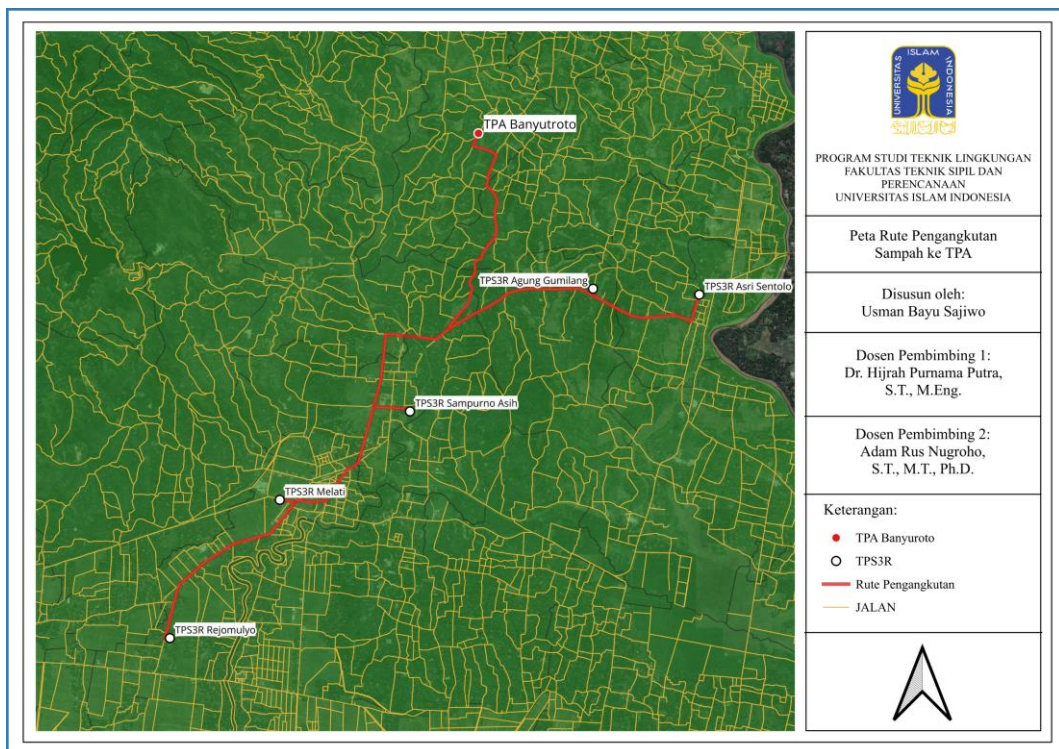 TPA Banyutroto
TPS3R Agung Gumilang
TPS3R Asri Sentolo
TPS3R Sampurno Asih
TPS3R Melati
TPS3R Rejomulyo
UNIVERSITAS
ISLAM
INDONESIA
PROGRAM STUDI TEKNIK LINGKUNGAN
FAKULTAS TEKNIK SIPIL DAN
PERENCANAAN
UNIVERSITAS ISLAM INDONESIA
Peta Rute Pengangkutan
Sampah ke TPA
Disusun oleh:
Usman Bayu Sajiwo
Dosen Pembimbing 1:
Dr. Hijrah Purnama Putra,
S.T., M.Eng.
Dosen Pembimbing 2:
Adam Rus Nugroho,
S.T., M.T., Ph.D.
Keterangan:
TPA Banyuroto
TPS3R
Rute Pengangkutan
JALAN